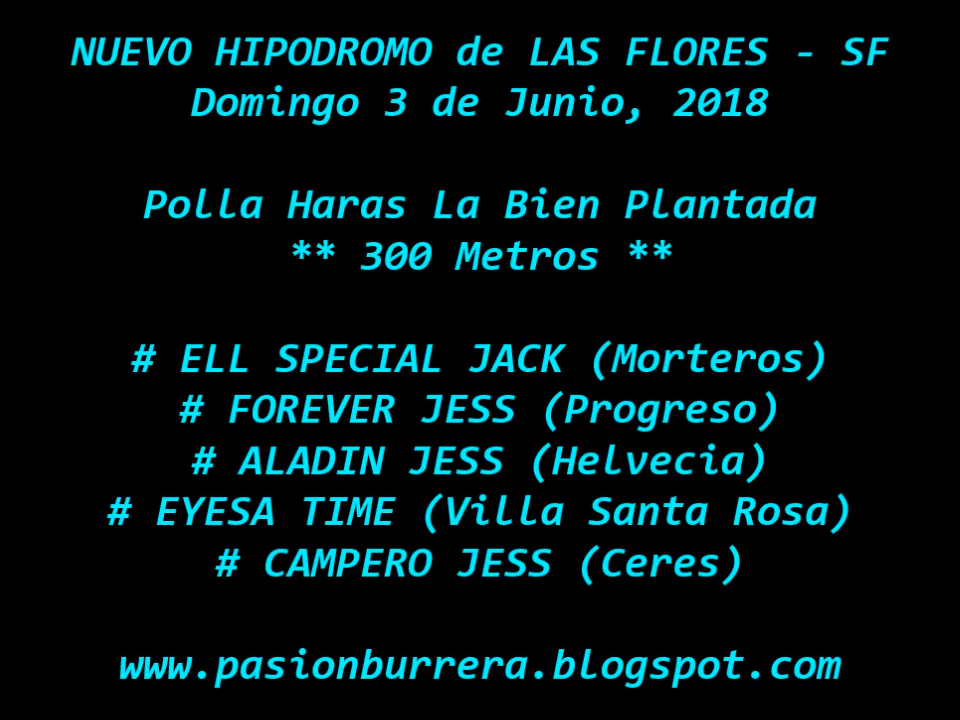 NUEVO HIPODROMO de LAS FLORES - SF
Domingo 3 de Junio, 2018
Polla Haras La Bien Plantada
** 300 Metros **
# ELL SPECIAL JACK (Morteros)
# FOREVER JESS (Progreso)
# ALADIN JESS (Helvecia)
# EYESA TIME (Villa Santa Rosa)
# CAMPERO JESS (Ceres)
www.pasionburrera.blogspot.com